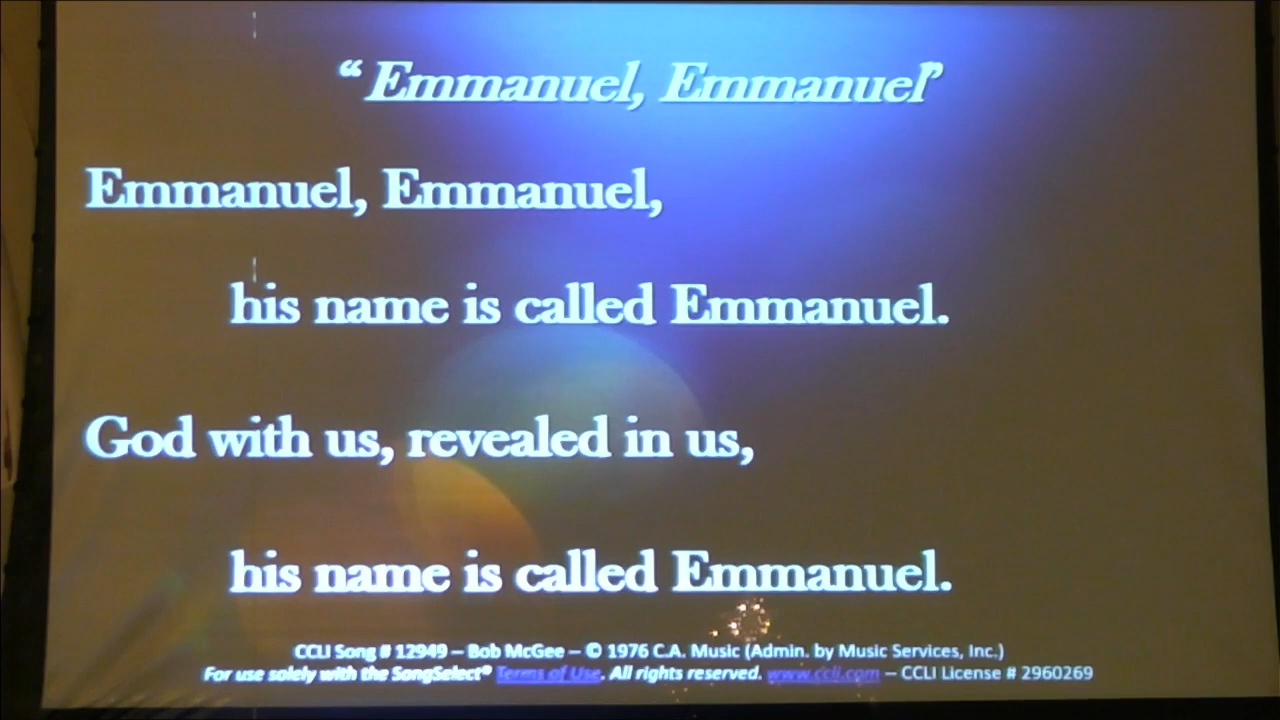 “Emmanuel, Emmanuel”
Emmanuel, Emmanuel,
his name is called Emmanuel.
God with us, revealed in us,
his name is called Emmanuel.
CCLI Song # 12949 – Bob McGee – © 1976 C.A. Music (Admin. by Music Services, Inc.)
For use solely with the SongSelect® Terms of Use. All rights reserved. www.ccli.com – CCLI License # 2960269